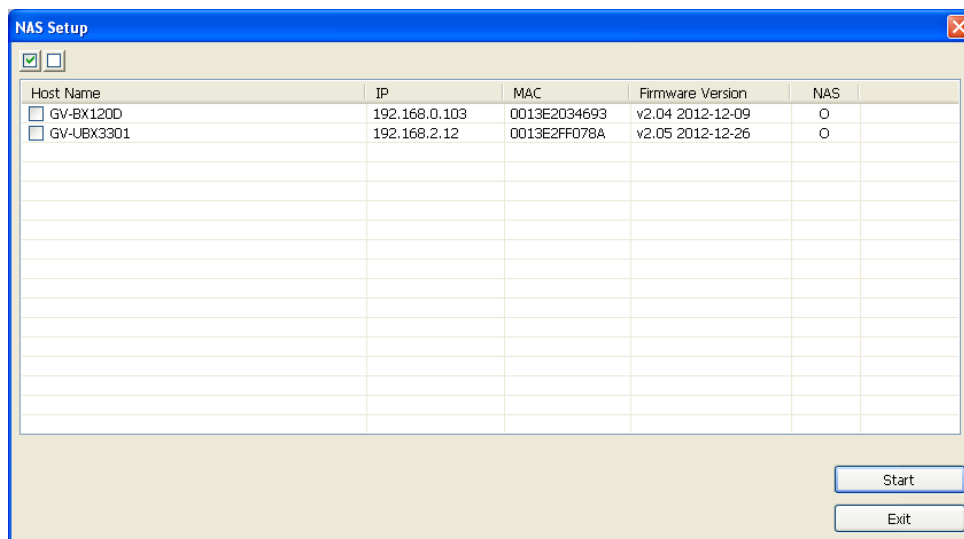 NAS Setup
Host Name IP MAC Firmware Version NAS
GV-BX120D 192.168.0.103 0013E2034693 v2.04 2012-12-09 O
GV-UBX3301 192.168.2.12 0013E2FF078A v2.05 2012-12-26 O
Start
Exit